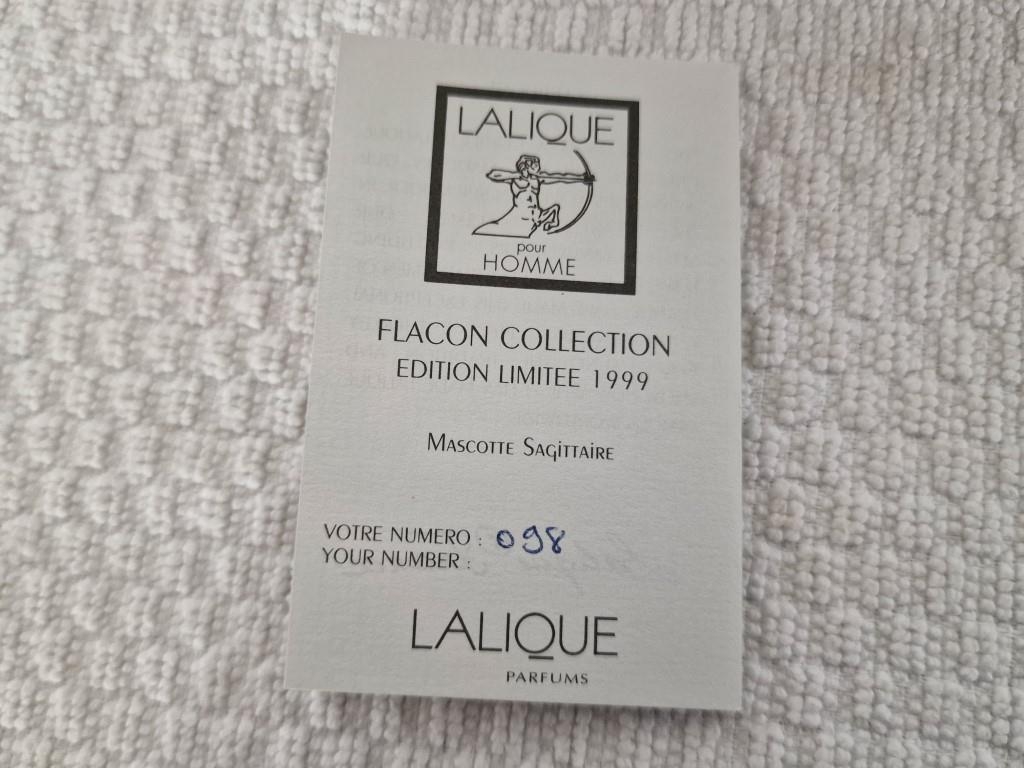 LALIQUE
pour
HOMME
FLACON COLLECTION
EDITION LIMITEE 1999
Mascotte Sagittaire
VOTRE NUMERO : 098
YOUR NUMBER :
LALIQUE
PARFUMS